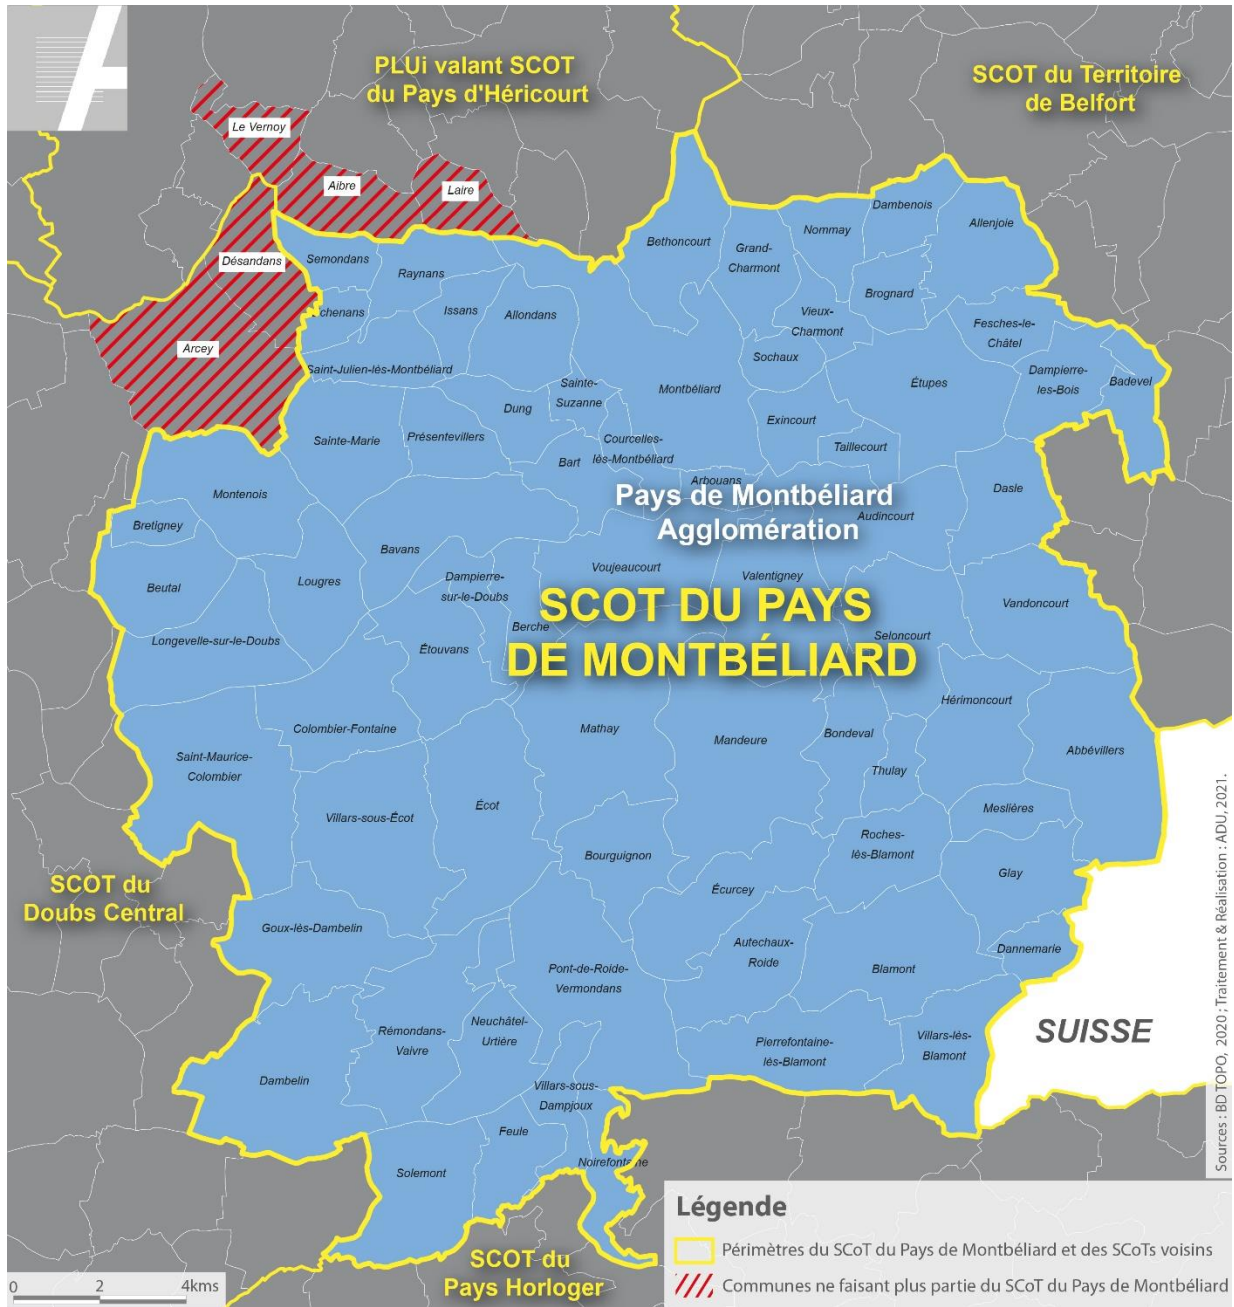 PLUi valant SCOT
du Pays d'Héricourt
SCOT du Territoire
de Belfort
Le Vernoy
Aibre
Laire
Désandans
Arcey
Dambenois
Allenjoie
Nommay
Bethoncourt
Grand-
Charmont
Semondans
Raynans
Brognard
Echenans
Issans
Allondans
Vieux-
Charmont
Fesches-le-
Châtel
Saint-Julien-lès-Montbéliard
Sochaux
Dampierre-
les-Bois
Badevel
Sainte-
Suzanne
Montbéliard
Étupes
Dung
Exincourt
Sainte-Marie
Présentevillers
Courcelles-
lès-Montbéliard
Taillecourt
Bart
Arbouans
Montenois
Dasle
Pays de Montbéliard
Agglomération
Audincourt
Bretigney
Bavans
Voujeaucourt
Valentigney
Beutal
Lougres
Dampierre-
sur-le-Doubs
Vandoncourt
SCOT DU PAYS
DE MONTBÉLIARD
Berche
Longevelle-sur-le-Doubs
Étouvans
Seloncourt
Hérimoncourt
Colombier-Fontaine
Mathay
Mandeure
Bondeval
Abbévillers
Saint-Maurice-
Colombier
Thulay
Écot
Villars-sous-Écot
Meslières
Roches-
lès-Blamont
Bourguignon
Glay
SCOT du
Doubs Central
Écurcey
Goux-lès-Dambelin
Autechaux-
Roide
Dannemarie
Pont-de-Roide-
Vermondans
Blamont
Neuchâtel-
Urtière
Rémondans-
Vaivre
SUISSE
Pierrefontaine-
lès-Blamont
Villars-lès-
Blamont
Dambelin
Villars-sous-
Dampjoux
Feule
Noirefontaine
Solemont
SCOT du
Pays Horloger
Sources : BD TOPO, 2020 ; Traitement & Réalisation : ADU, 2021.
Légende
Périmètres du SCoT du Pays de Montbéliard et des SCoTs voisins
Communes ne faisant plus partie du SCoT du Pays de Montbéliard
0 2 4kms